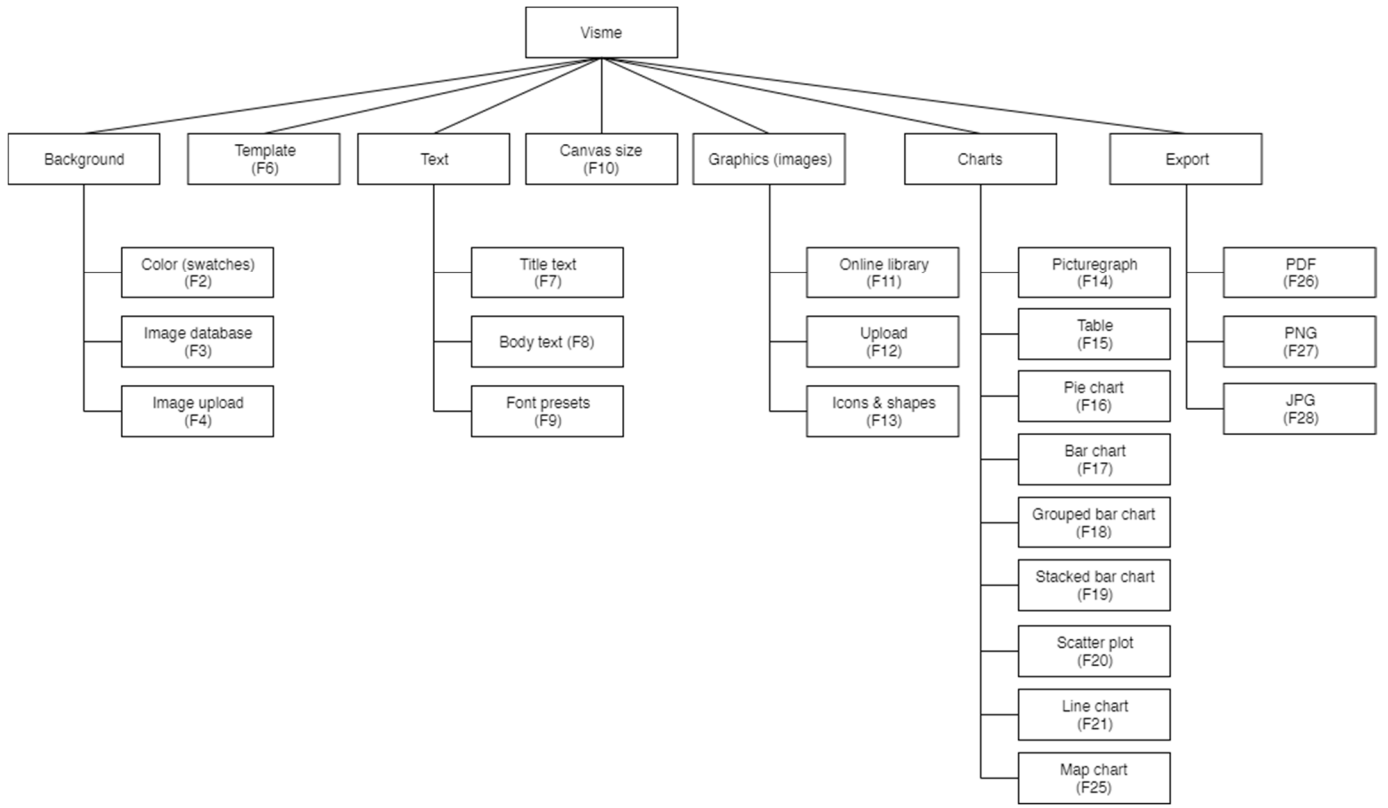 Visme
Background
Template
(F6)
Text
Canvas size
(F10)
Graphics (images)
Charts
Export
Color (swatches)
(F2)
Image database
(F3)
Image upload
(F4)
Title text
(F7)
Body text (F8)
Font presets
(F9)
Online library
(F11)
Upload
(F12)
Icons & shapes
(F13)
Picturegraph
(F14)
Table
(F15)
Pie chart
(F16)
Bar chart
(F17)
Grouped bar chart
(F18)
Stacked bar chart
(F19)
Scatter plot
(F20)
Line chart
(F21)
Map chart
(F25)
PDF
(F26)
PNG
(F27)
JPG
(F28)